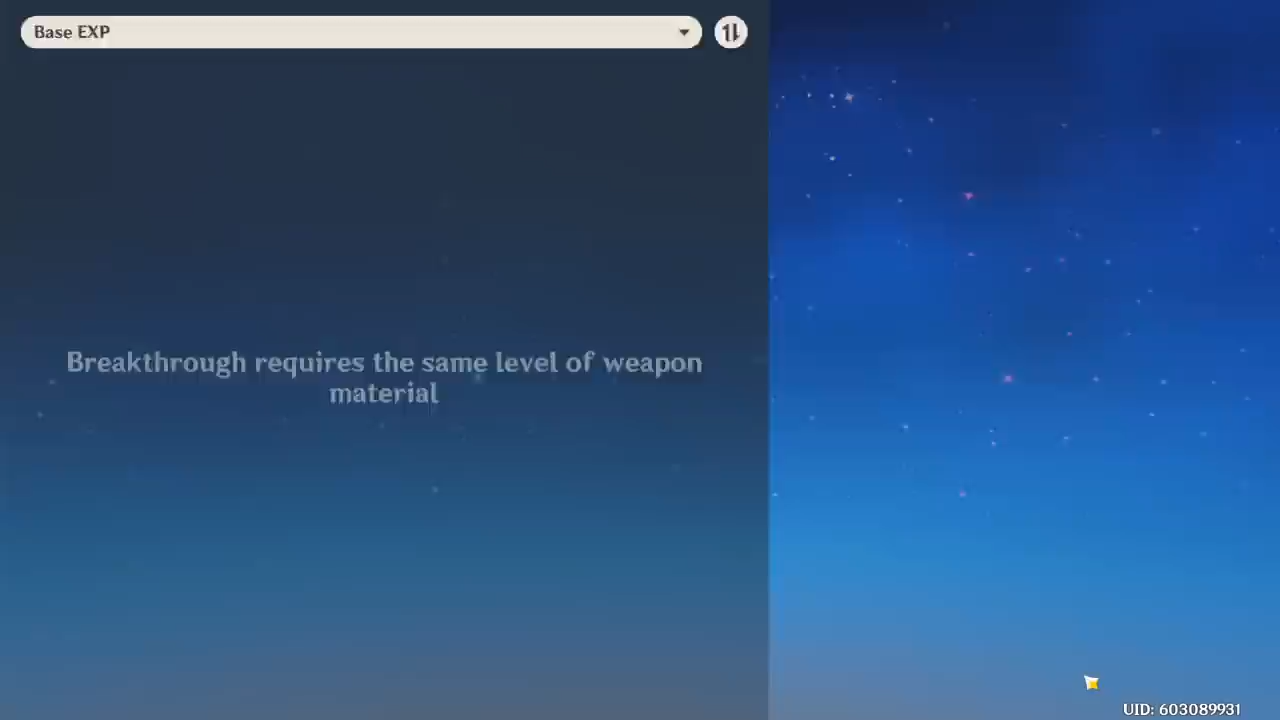 Base EXP
Breakthrough requires the same level of weapon
material
UID: 603089931